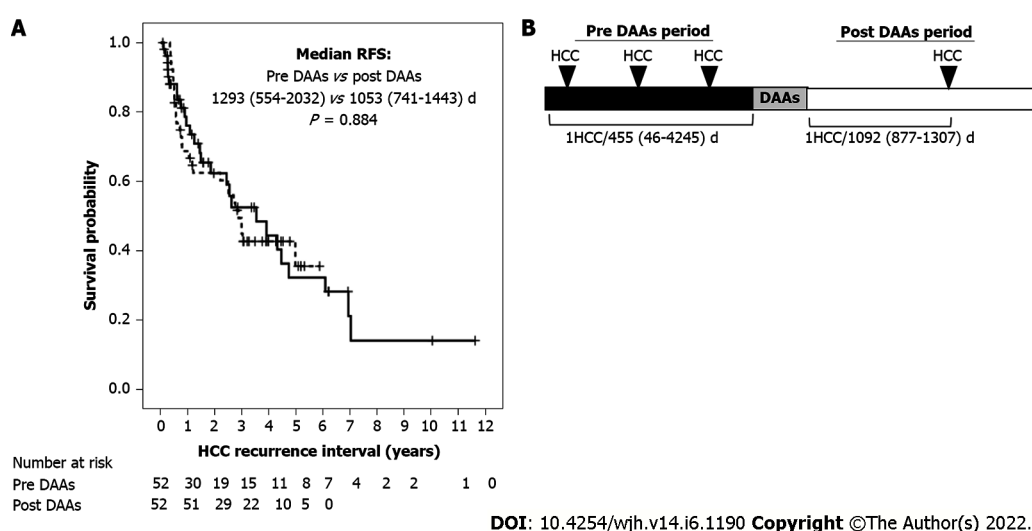 A
Median RFS:
Pre DAAs vs post DAAs
1293 (554-2032) vs 1053 (741-1443) d
P = 0.884
Survival probability
1.0
0.8
0.6
0.4
0.2
0.0
0 1 2 3 4 5 6 7 8 9 10 11 12
HCC recurrence interval (years)
Number at risk
Pre DAAs 52 30 19 15 11 8 7 4 2 2 1 0
Post DAAs 52 51 29 22 10 5 0
B
Pre DAAs period Post DAAs period
HCC HCC HCC HCC
DAAs
1HCC/455 (46-4245) d 1HCC/1092 (877-1307) d
DOI: 10.4254/wjh.v14.i6.1190 Copyright ©The Author(s) 2022.